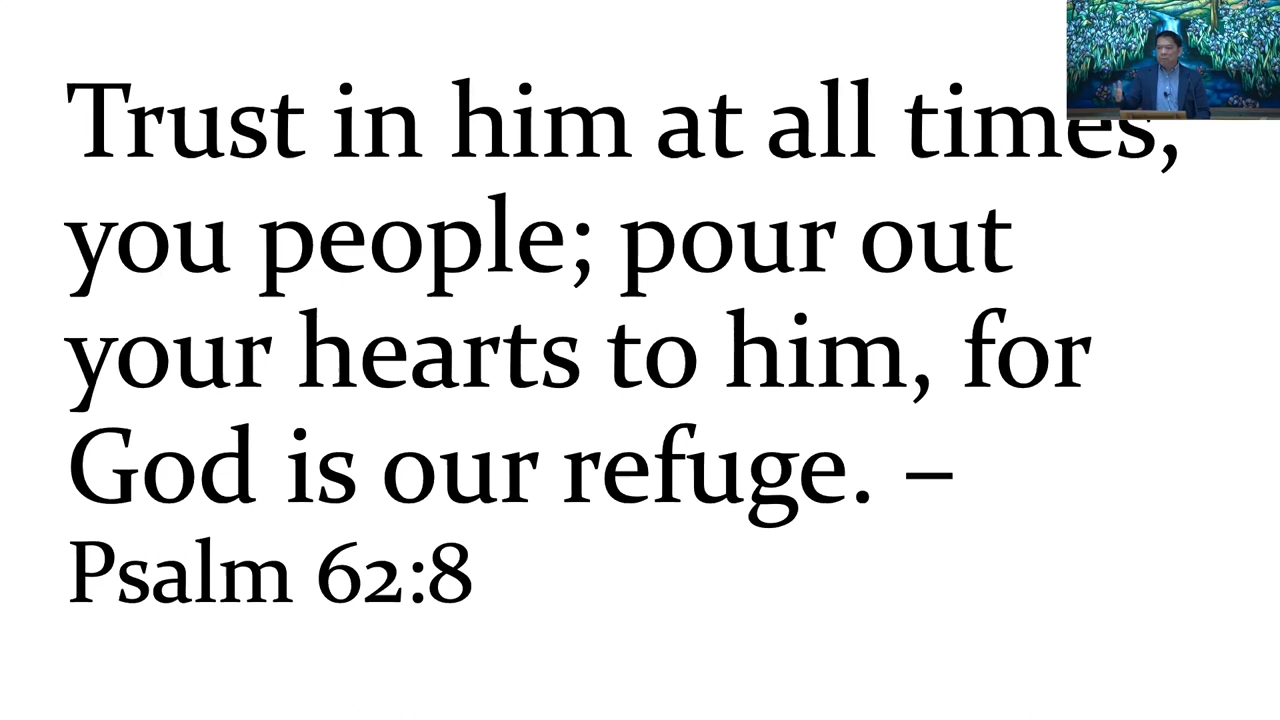 Trust in him at all times,
you people; pour out
your hearts to him, for
God is our refuge. –
Psalm 62:8